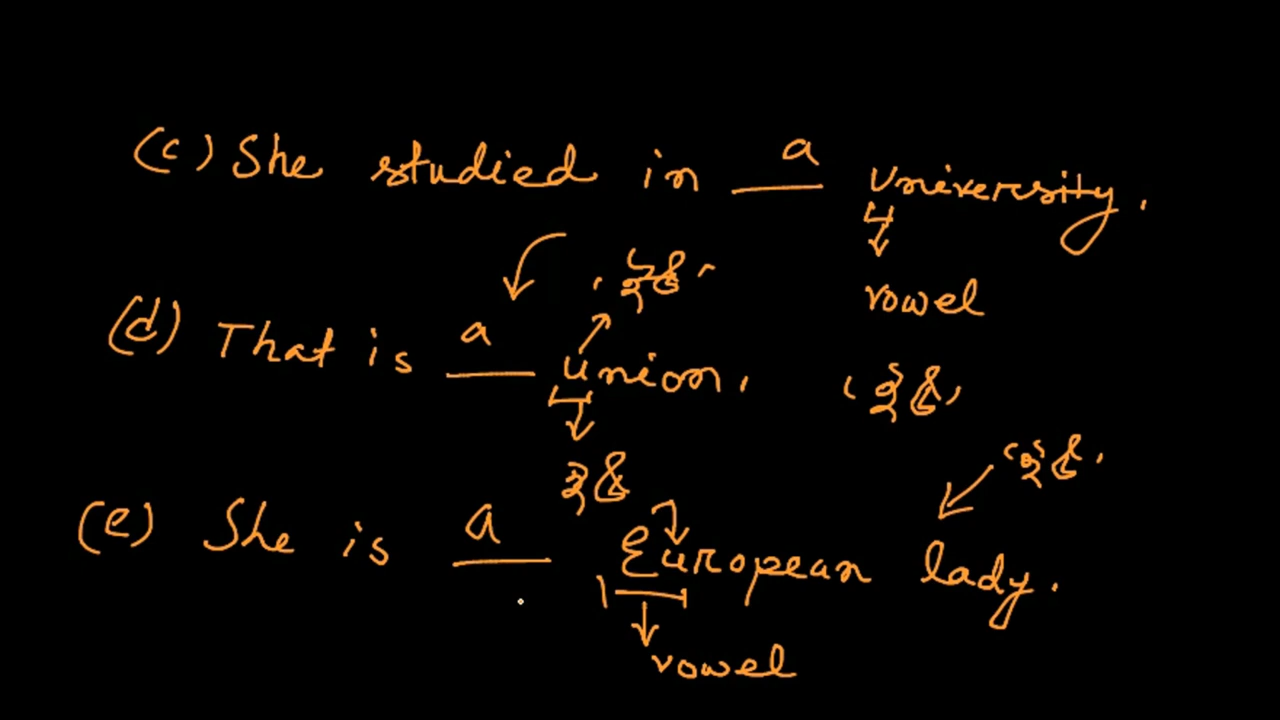 (c) She studied in a university.
vowel
(d) That is a union.
(e) She is a European lady.
vowel